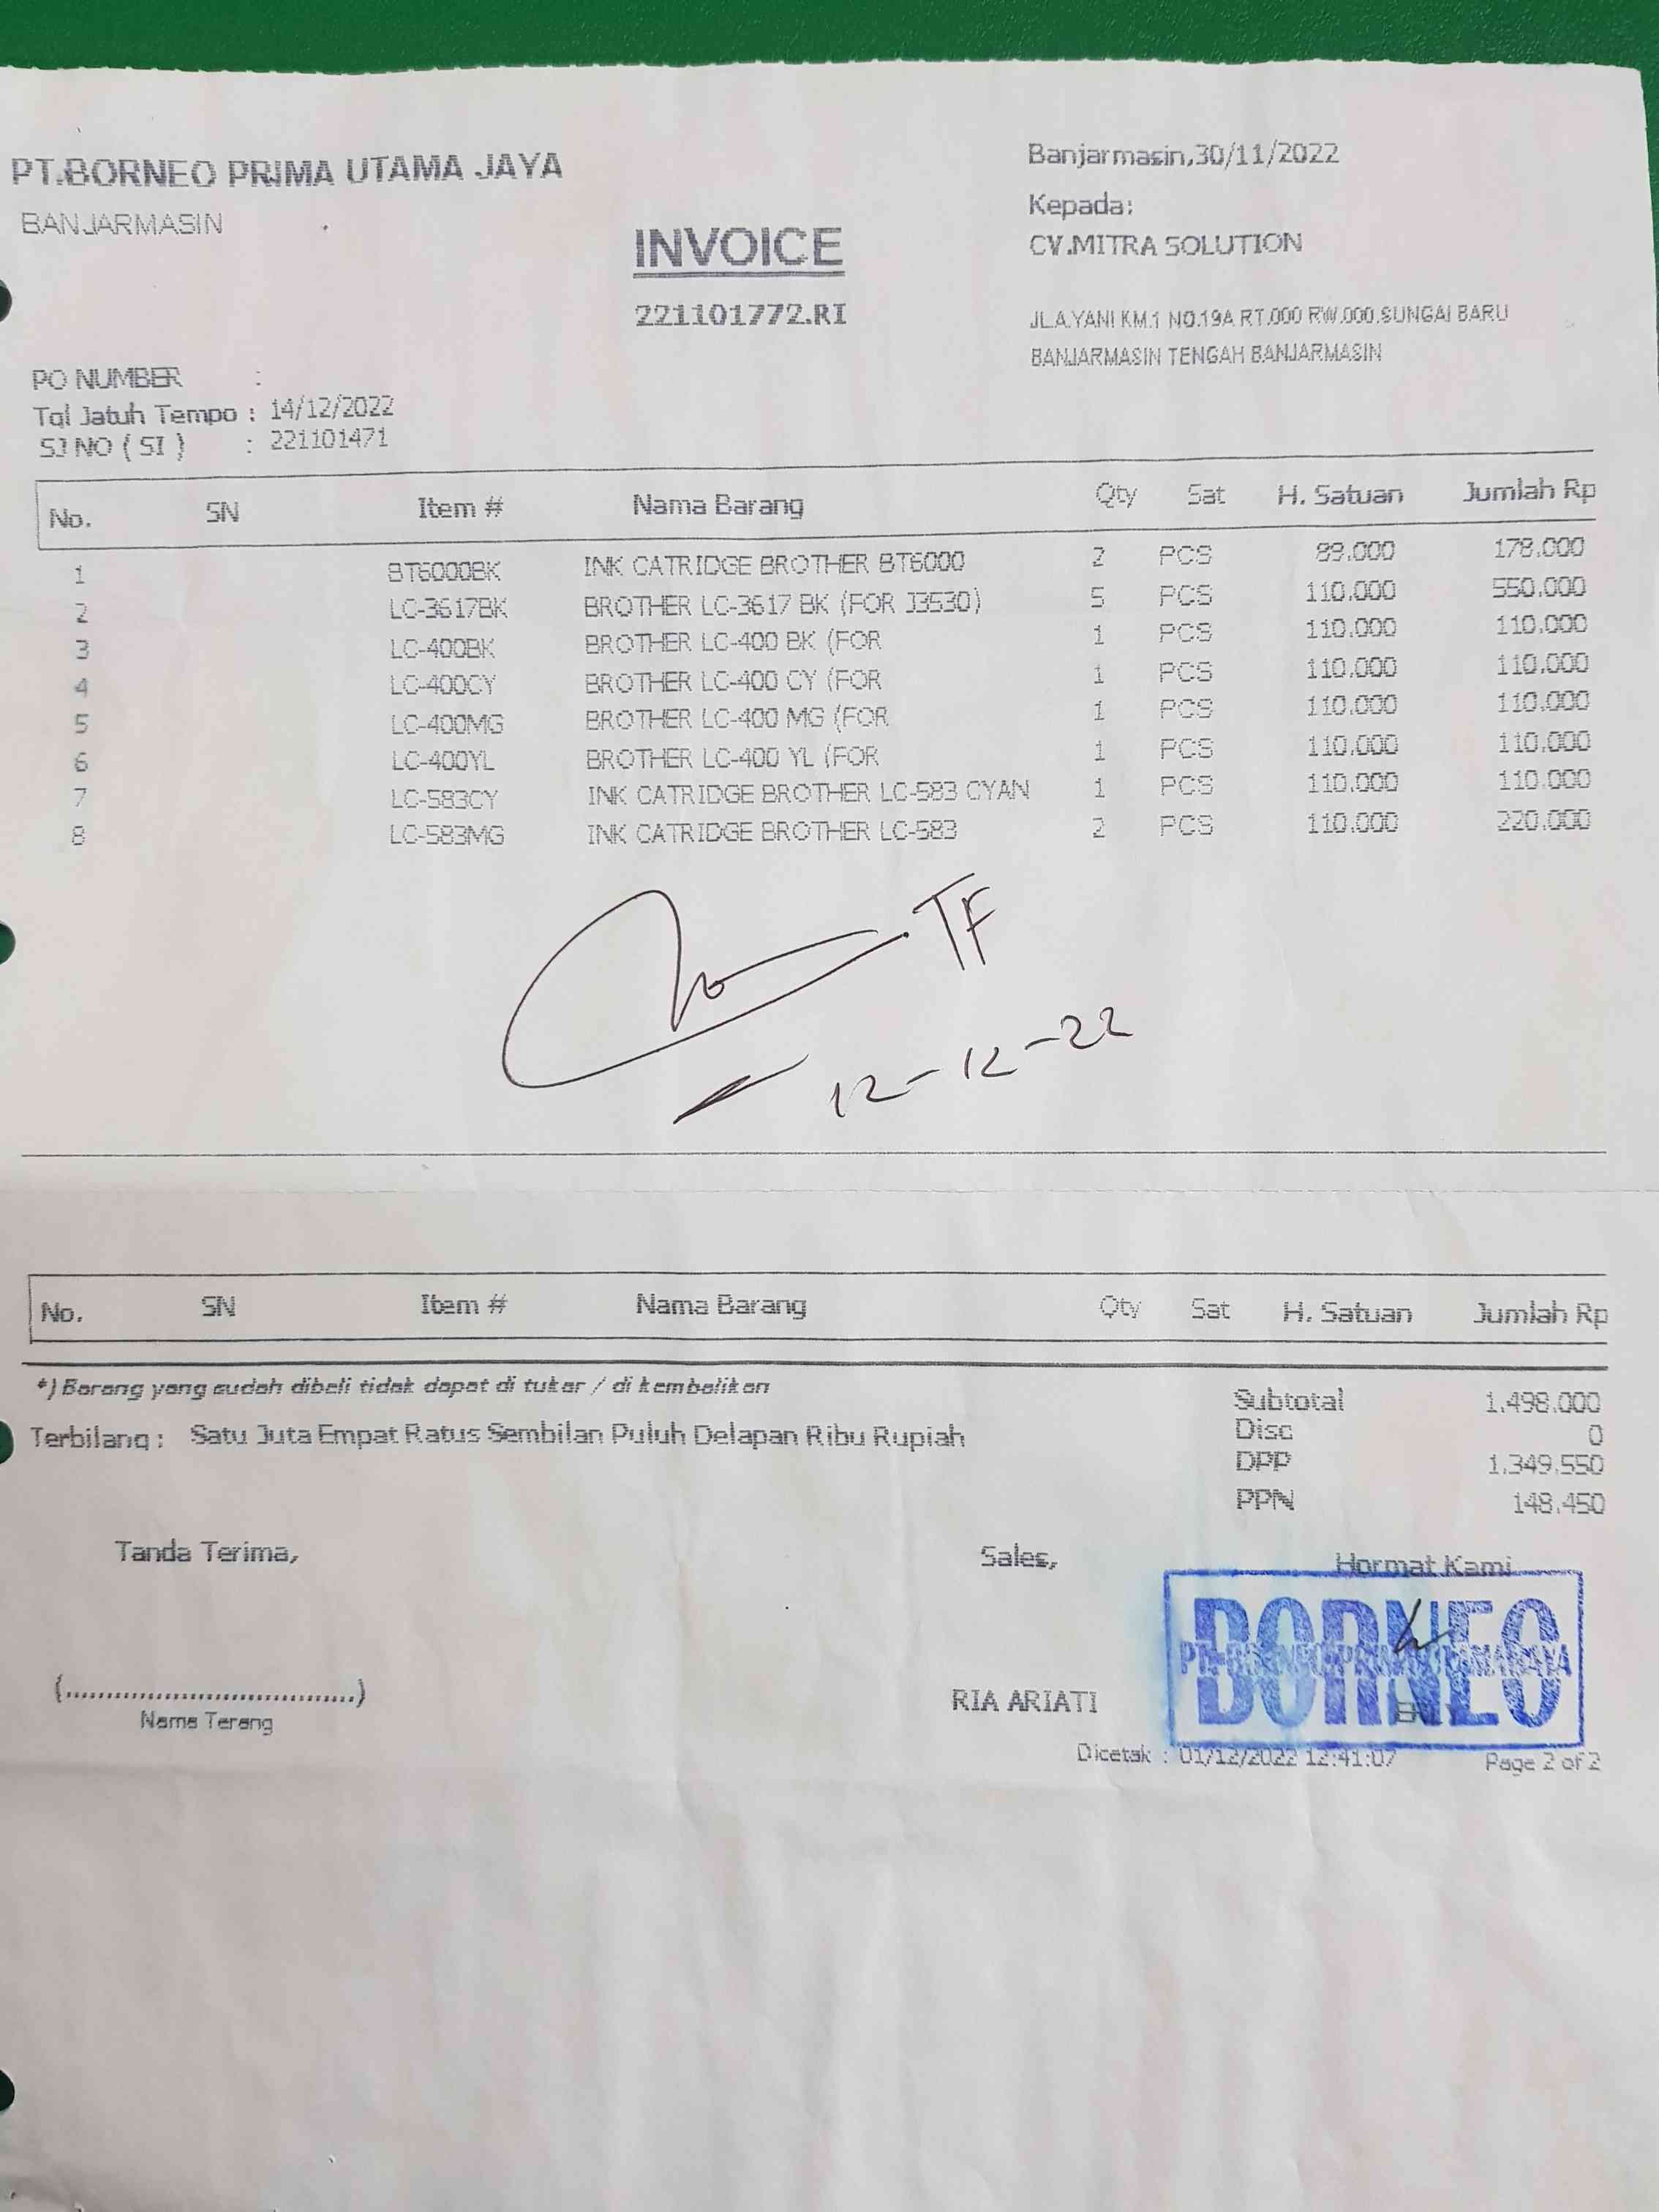 PT.BORNEO PRIMA UTAMA JAYA
BANJARMASIN
Banjarmasin,30/11/2022
Kepada:
CV.MITRA SOLUTION
INVOICE
221101772.RI
JL.A.YANI KM.1 NO.19A RT.000 RW.000.SUNGAI BARU
BANJARMASIN TENGAH BANJARMASIN
PO NUMBER :
Tgl Jatuh Tempo : 14/12/2022
SJ NO ( SI ) : 221101471
No. SN Item # Nama Barang Qty Sat H. Satuan Jumlah Rp
1 BT6000BK INK CATRIDGE BROTHER BT6000 2 PCS 89.000 178.000
2 LC-3617BK BROTHER LC-3617 BK (FOR J3530) 5 PCS 110.000 550.000
3 LC-400BK BROTHER LC-400 BK (FOR 1 PCS 110.000 110.000
4 LC-400CY BROTHER LC-400 CY (FOR 1 PCS 110.000 110.000
5 LC-400MG BROTHER LC-400 MG (FOR 1 PCS 110.000 110.000
6 LC-400YL BROTHER LC-400 YL (FOR 1 PCS 110.000 110.000
7 LC-583CY INK CATRIDGE BROTHER LC-583 CYAN 1 PCS 110.000 110.000
8 LC-583MG INK CATRIDGE BROTHER LC-583 2 PCS 110.000 220.000
TF
12-12-22
No. SN Item # Nama Barang Qty Sat H. Satuan Jumlah Rp
*) Barang yang sudah dibeli tidak dapat di tukar / di kembalikan
Terbilang : Satu Juta Empat Ratus Sembilan Puluh Delapan Ribu Rupiah
Subtotal 1.498.000
Disc 0
DPP 1.349.550
PPN 148.450
Tanda Terima,
Sales,
Hormat Kami
BORNEO
PT. BORNEO PRIMA UTAMA JAYA
(....................................)
Nama Terang
RIA ARIATI
Dicetak : 01/12/2022 12:41:07 Page 2 of 2